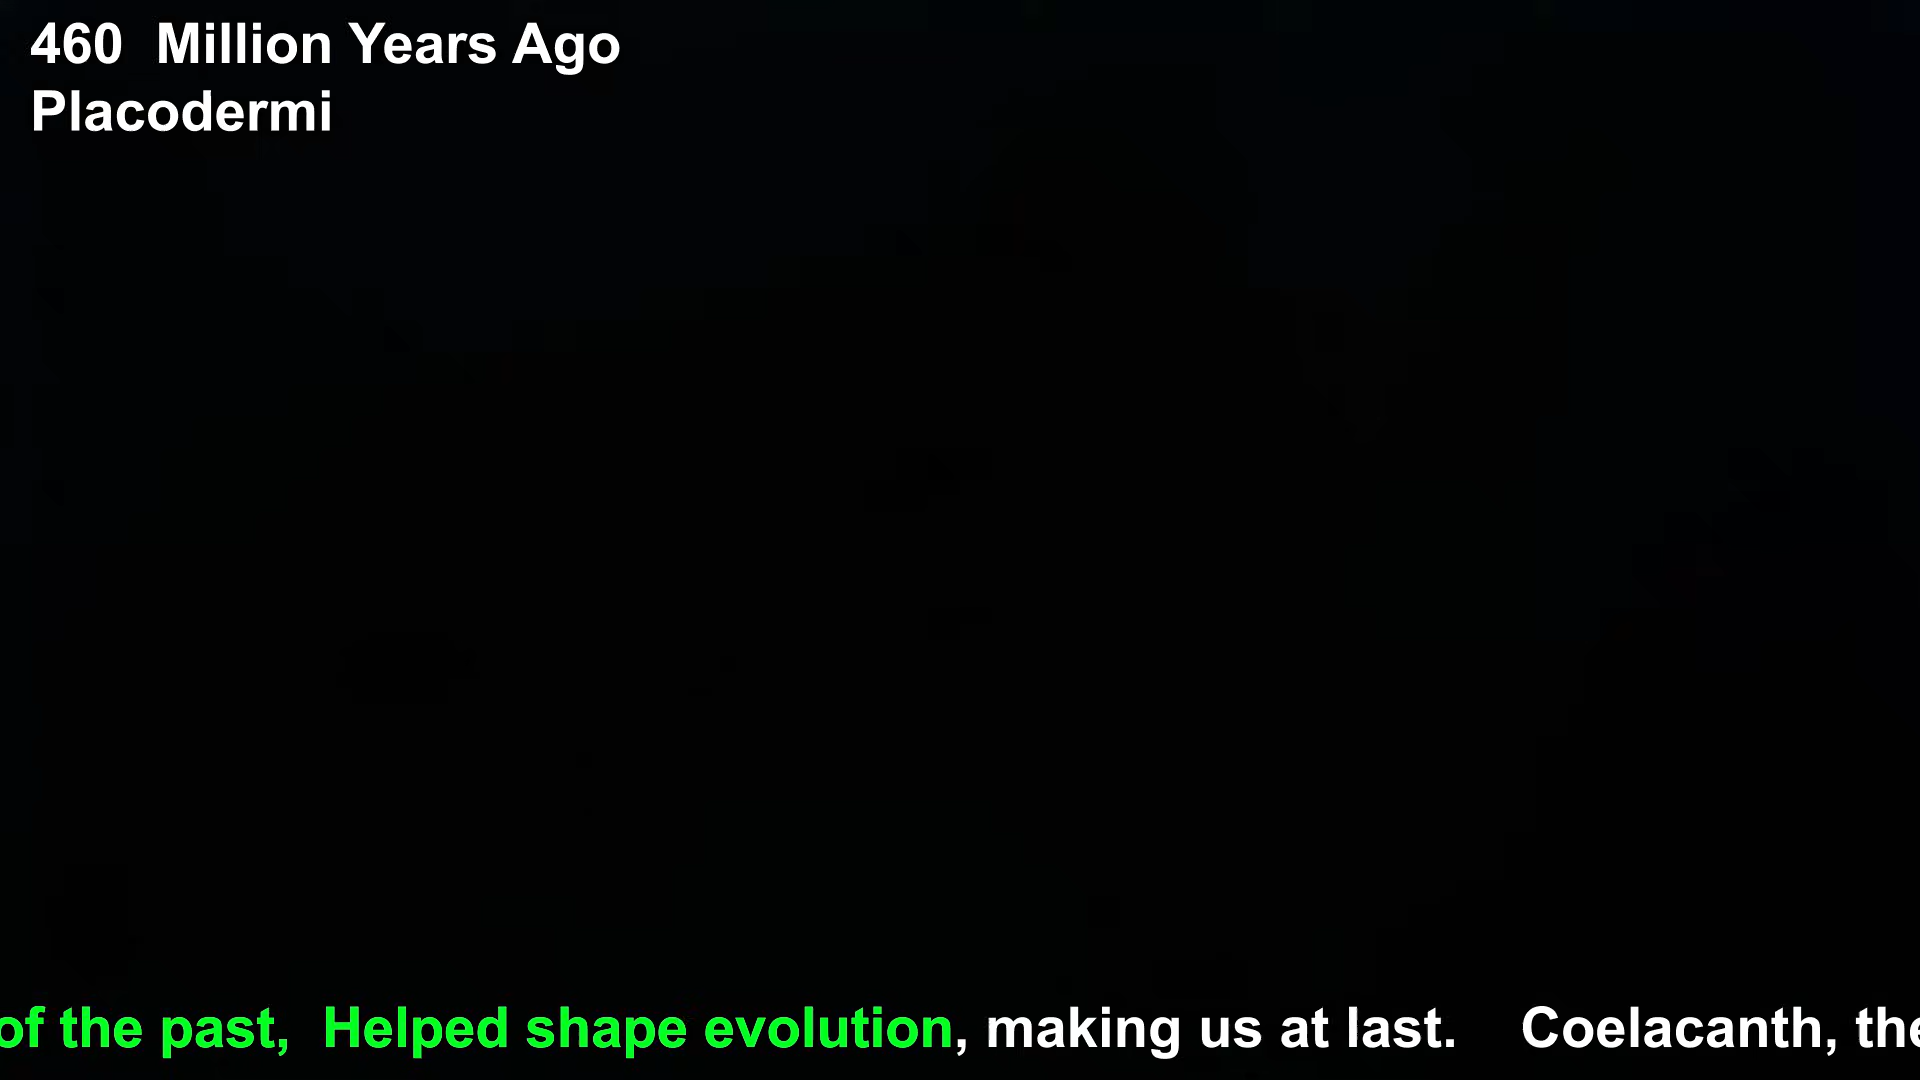 460  Million Years Ago
Placodermi
of the past,  Helped shape evolution, making us at last.    Coelacanth, the